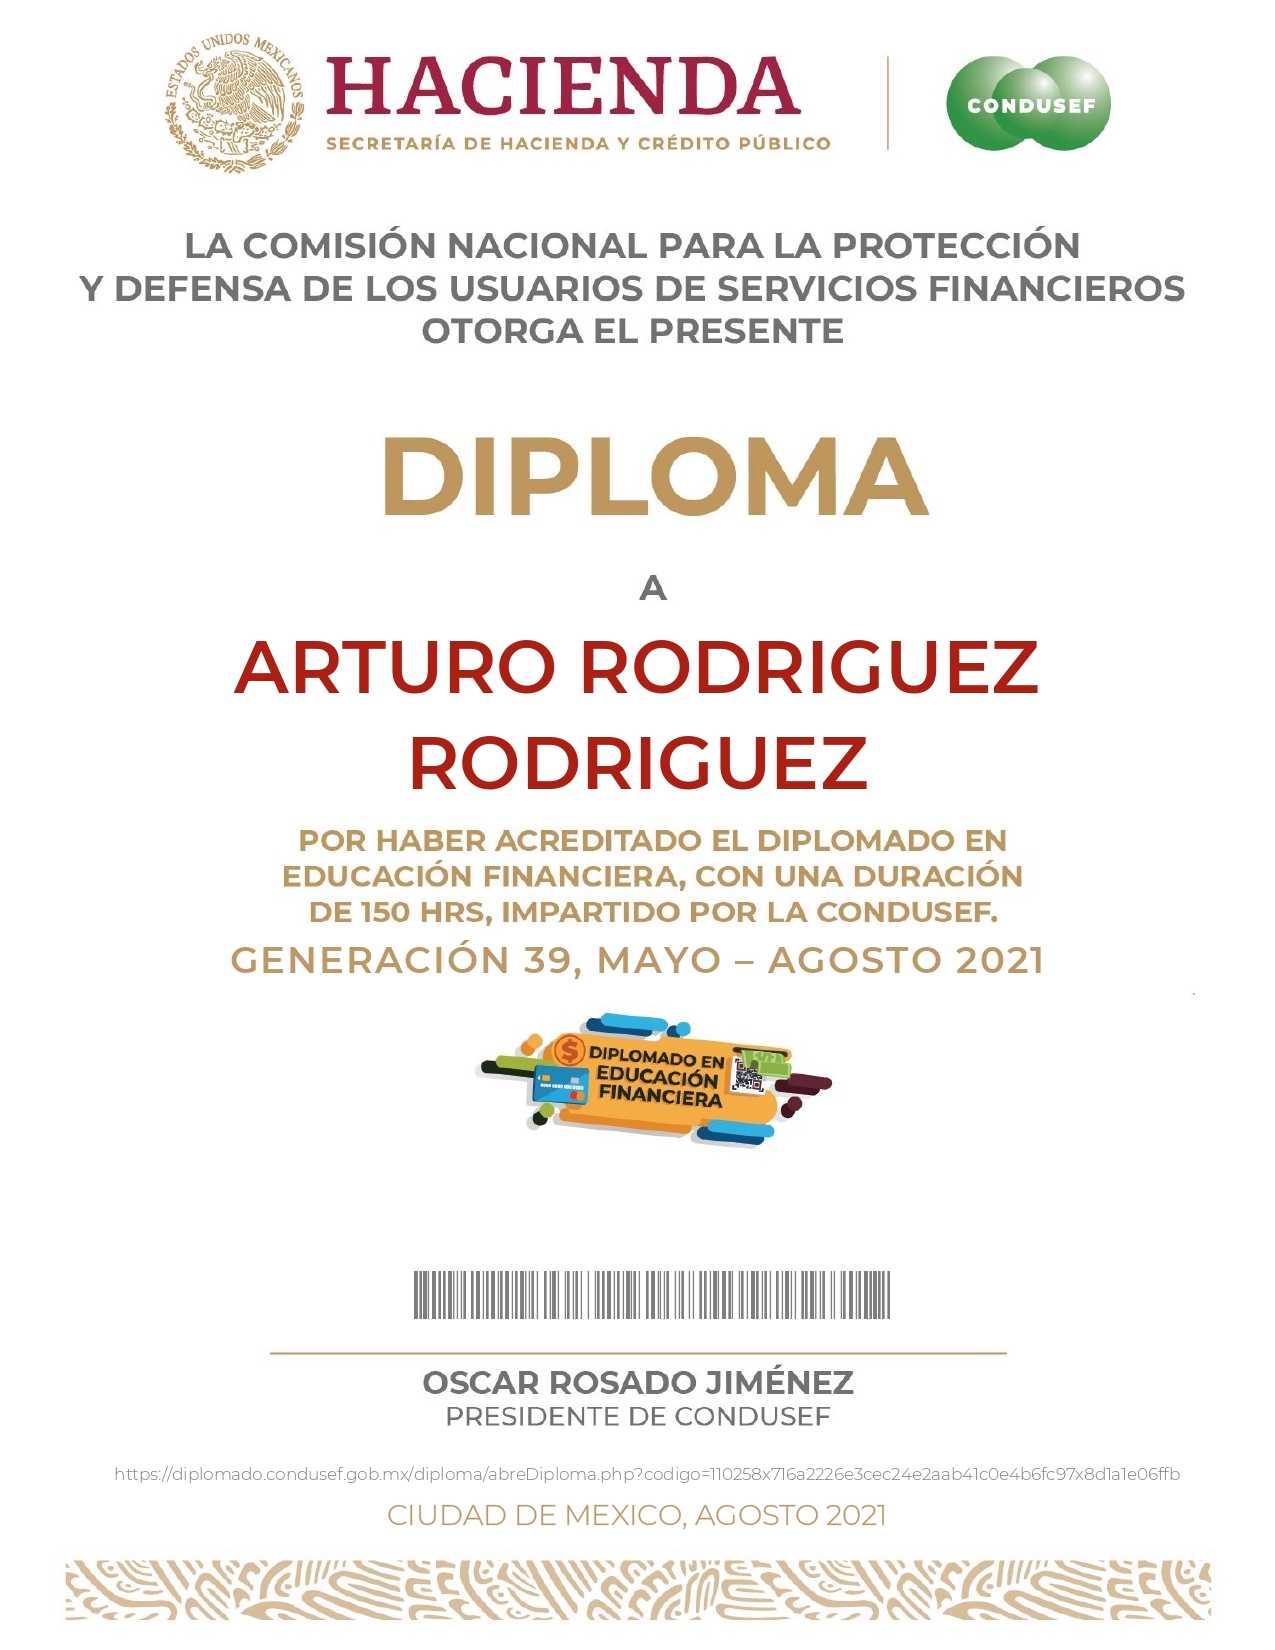 ESTADOS UNIDOS MEXICANOS
HACIENDA
SECRETARÍA DE HACIENDA Y CRÉDITO PÚBLICO
CONDUSEF
LA COMISIÓN NACIONAL PARA LA PROTECCIÓN
Y DEFENSA DE LOS USUARIOS DE SERVICIOS FINANCIEROS
OTORGA EL PRESENTE
DIPLOMA
A
ARTURO RODRIGUEZ
RODRIGUEZ
POR HABER ACREDITADO EL DIPLOMADO EN
EDUCACIÓN FINANCIERA, CON UNA DURACIÓN
DE 150 HRS, IMPARTIDO POR LA CONDUSEF.
GENERACIÓN 39, MAYO – AGOSTO 2021
DIPLOMADO EN
EDUCACIÓN
FINANCIERA
OSCAR ROSADO JIMÉNEZ
PRESIDENTE DE CONDUSEF
https://diplomado.condusef.gob.mx/diploma/abreDiploma.php?codigo=110258x716a2226e3cec24e2aab41c0e4b6fc97x8d1a1e06ffb
CIUDAD DE MEXICO, AGOSTO 2021